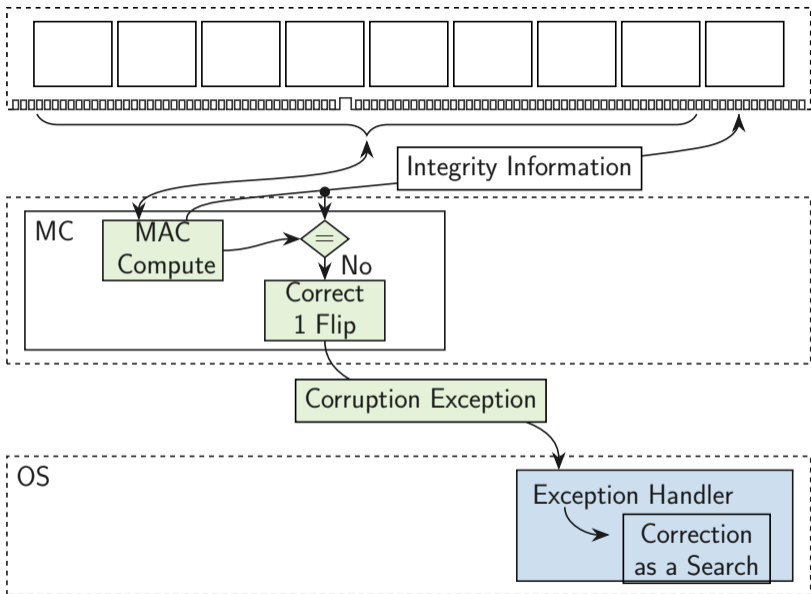 Integrity Information
MC
MAC
Compute
=
No
Correct
1 Flip
Corruption Exception
OS
Exception Handler
Correction
as a Search